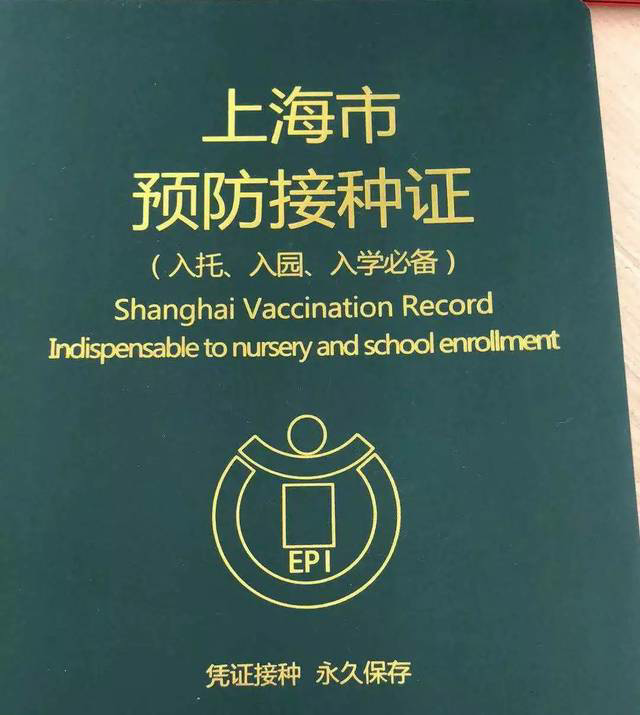 上海市
预防接种证
（入托、入园、入学必备）
Shanghai Vaccination Record
Indispensable to nursery and school enrollment
EPI
凭证接种 永久保存